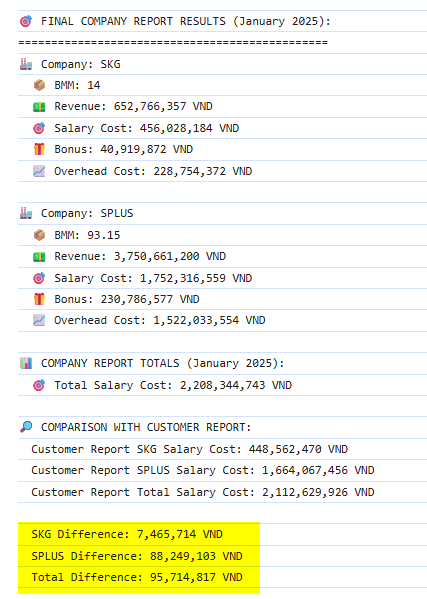 🎯 FINAL COMPANY REPORT RESULTS (January 2025):
===============================================
🏭 Company: SKG
📦 BMM: 14
💵 Revenue: 652,766,357 VND
🎯 Salary Cost: 456,028,184 VND
🎁 Bonus: 40,919,872 VND
📈 Overhead Cost: 228,754,372 VND
🏭 Company: SPLUS
📦 BMM: 93.15
💵 Revenue: 3,750,661,200 VND
🎯 Salary Cost: 1,752,316,559 VND
🎁 Bonus: 230,786,577 VND
📈 Overhead Cost: 1,522,033,554 VND
📊 COMPANY REPORT TOTALS (January 2025):
🎯 Total Salary Cost: 2,208,344,743 VND
🔎 COMPARISON WITH CUSTOMER REPORT:
Customer Report SKG Salary Cost: 448,562,470 VND
Customer Report SPLUS Salary Cost: 1,664,067,456 VND
Customer Report Total Salary Cost: 2,112,629,926 VND
SKG Difference: 7,465,714 VND
SPLUS Difference: 88,249,103 VND
Total Difference: 95,714,817 VND